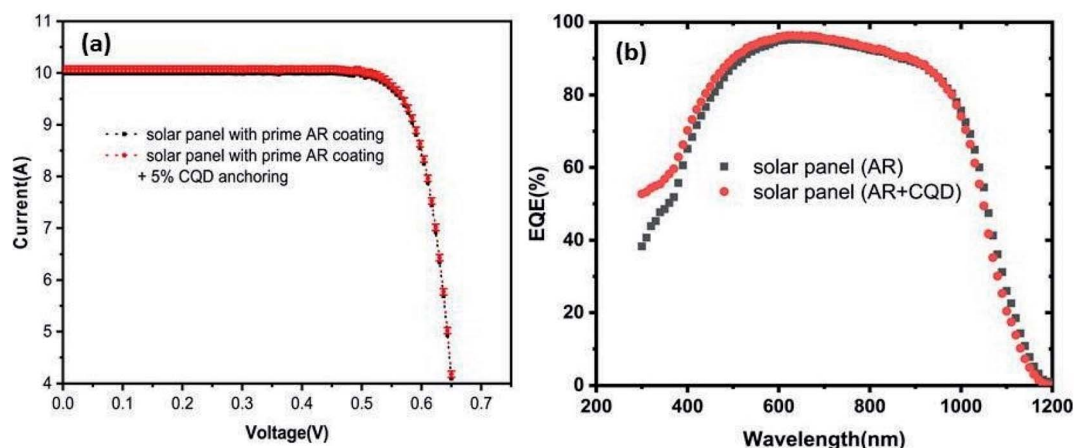 (a)
11
10
9
8
7
6
5
4
Current(A)
solar panel with prime AR coating
solar panel with prime AR coating
+ 5% CQD anchoring
0.0 0.1 0.2 0.3 0.4 0.5 0.6 0.7
Voltage(V)
(b)
100
80
60
40
20
0
EQE(%)
solar panel (AR)
solar panel (AR+CQD)
200 400 600 800 1000 1200
Wavelength(nm)